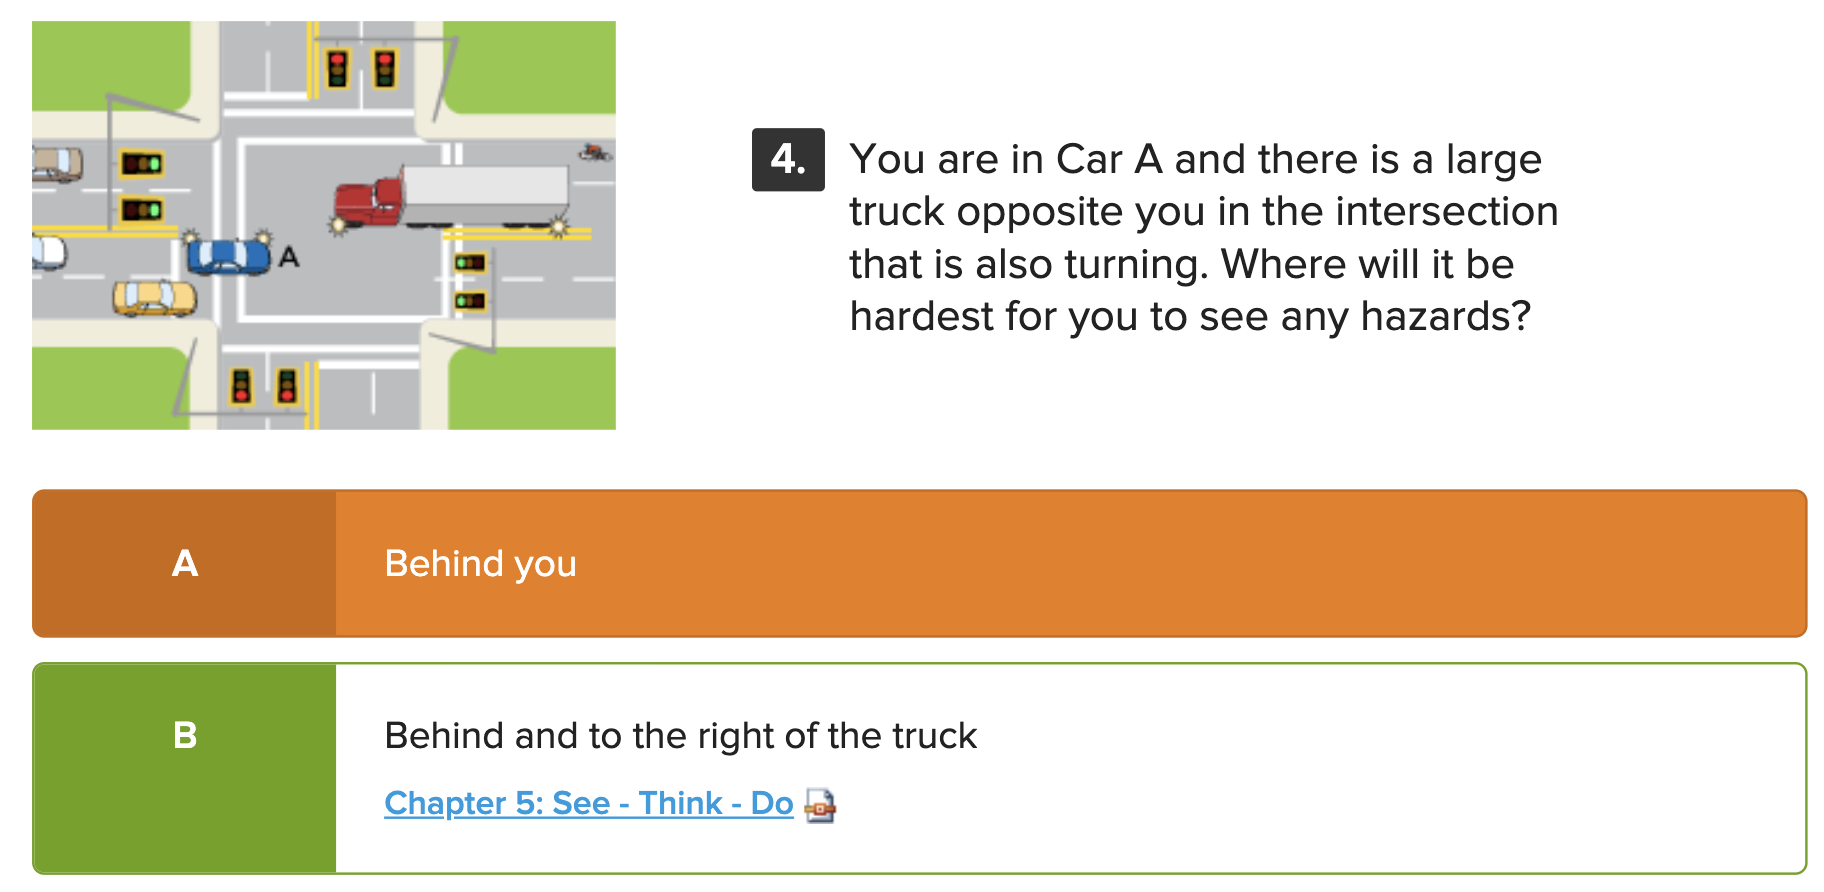 A
4.
You are in Car A and there is a large
truck opposite you in the intersection
that is also turning. Where will it be
hardest for you to see any hazards?
A
Behind you
B
Behind and to the right of the truck
Chapter 5: See - Think - Do